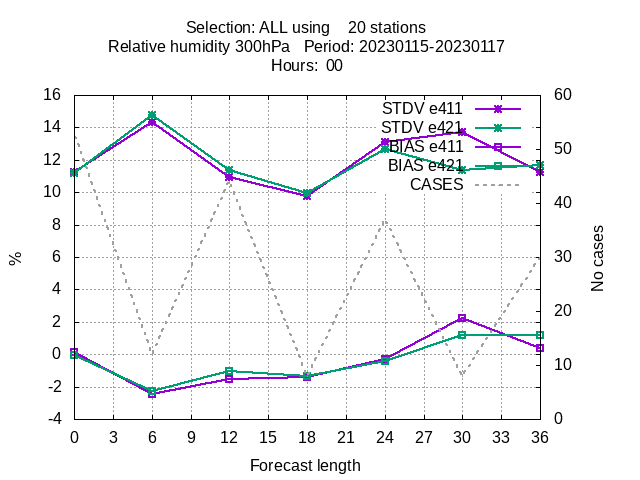 Selection: ALL using 20 stations
Relative humidity 300hPa Period: 20230115-20230117
Hours: 00
STDV e411
STDV e421
BIAS e411
BIAS e421
CASES
16
14
12
10
8
6
4
2
0
-2
-4
%
60
50
40
30
20
10
0
No cases
0 3 6 9 12 15 18 21 24 27 30 33 36
Forecast length